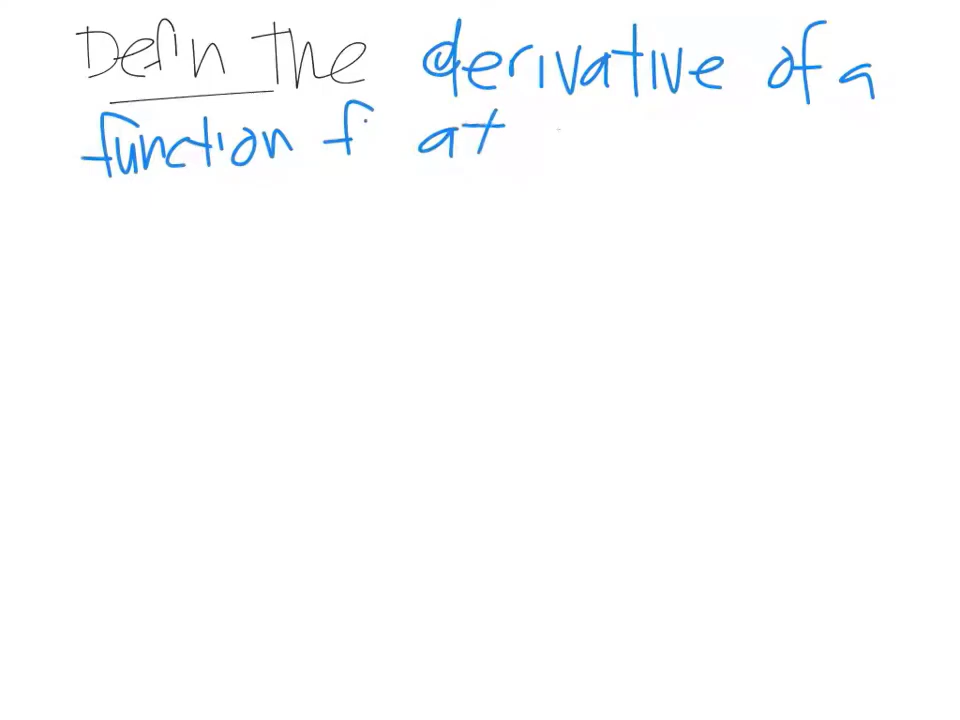 Defin the derivative of a
function f at